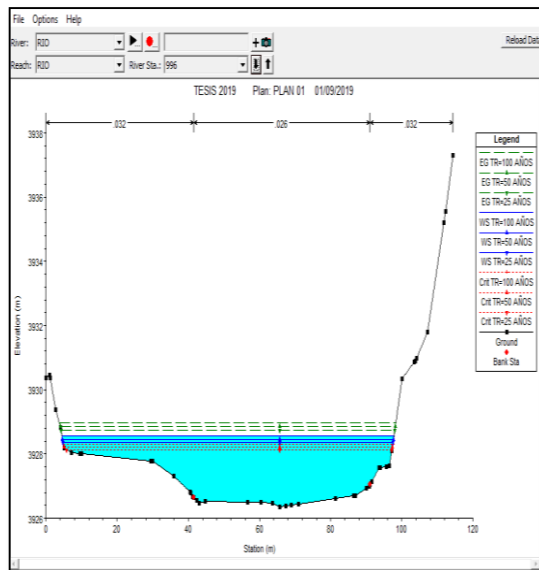 File Options Help
River: RIO
Reload Data
Reach: RIO River Sta.: 996
TESIS 2019 Plan: PLAN 01 01/09/2019
.032 .026 .032
3938
3936
3934
3932
3930
3928
3926
Elevation (m)
0 20 40 60 80 100 120
Station (m)
Legend
EG TR=100 AÑOS
EG TR=50 AÑOS
EG TR=25 AÑOS
WS TR=100 AÑOS
WS TR=50 AÑOS
WS TR=25 AÑOS
Crit TR=100 AÑOS
Crit TR=50 AÑOS
Crit TR=25 AÑOS
Ground
Bank Sta